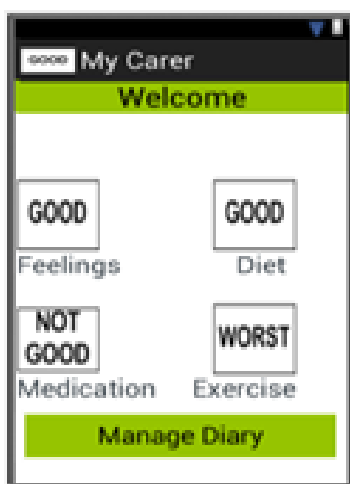 GOOD My Carer
Welcome
GOOD GOOD
Feelings Diet
NOT
GOOD WORST
Medication Exercise
Manage Diary